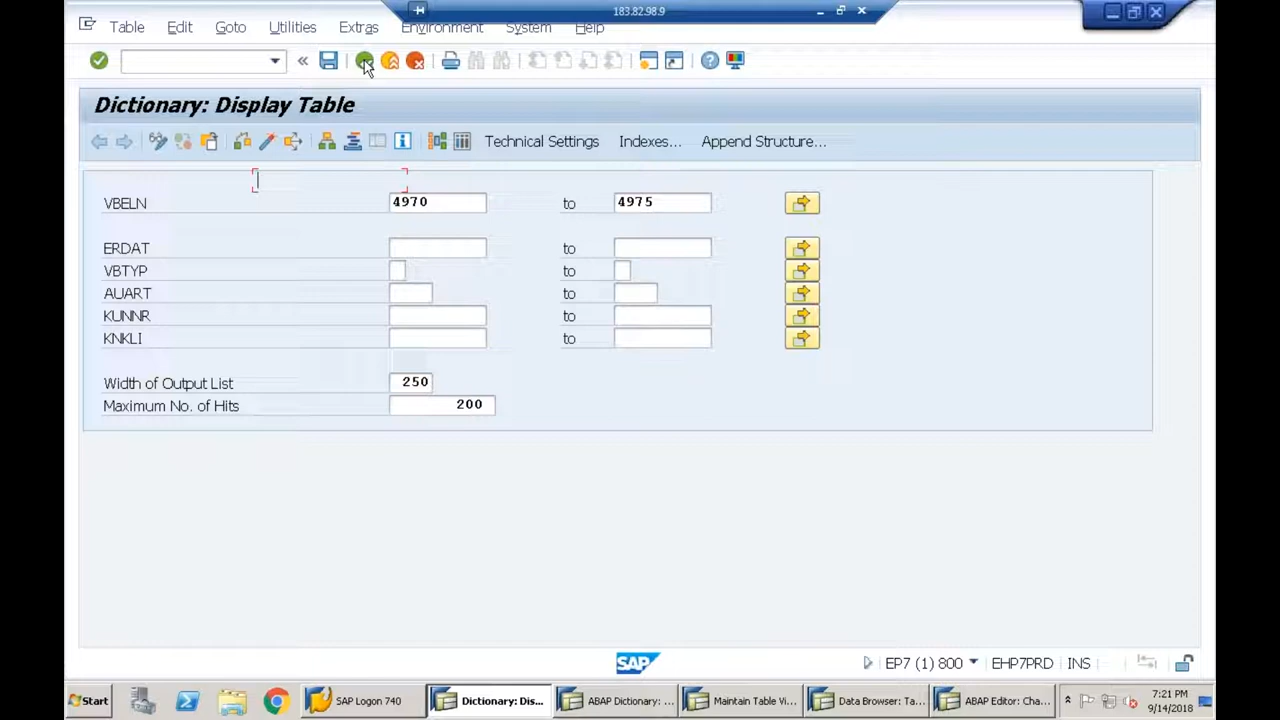 183.82.98.9
Table Edit Goto Utilities Extras Environment System Help
Dictionary: Display Table
Technical Settings Indexes... Append Structure...
VBELN 4970 to 4975
ERDAT to
VBTYP to
AUART to
KUNNR to
KNKLI to
Width of Output List 250
Maximum No. of Hits 200
SAP EP7 (1) 800 EHP7PRD INS
Start SAP Logon 740 Dictionary: Dis... ABAP Dictionary: ... Maintain Table Vi... Data Browser: Ta... ABAP Editor: Cha... 7:21 PM
9/14/2018